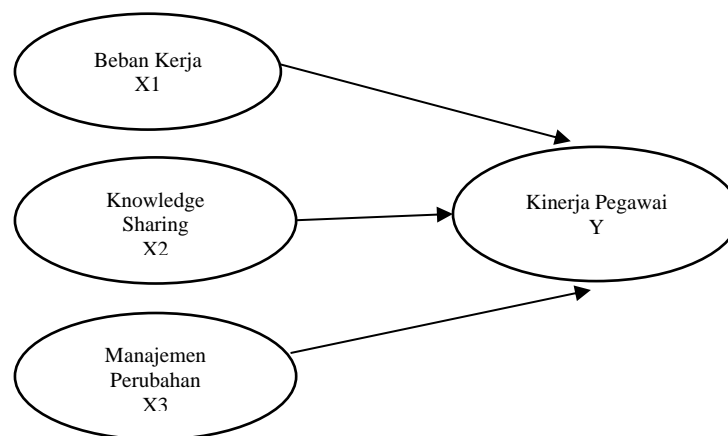 Beban Kerja
X1
Knowledge
Sharing
X2
Kinerja Pegawai
Y
Manajemen
Perubahan
X3